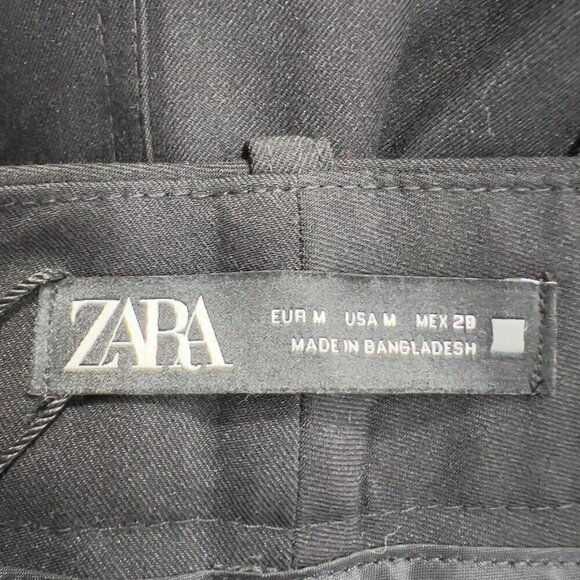 ZARA
EUR M USA M MEX 28
MADE IN BANGLADESH